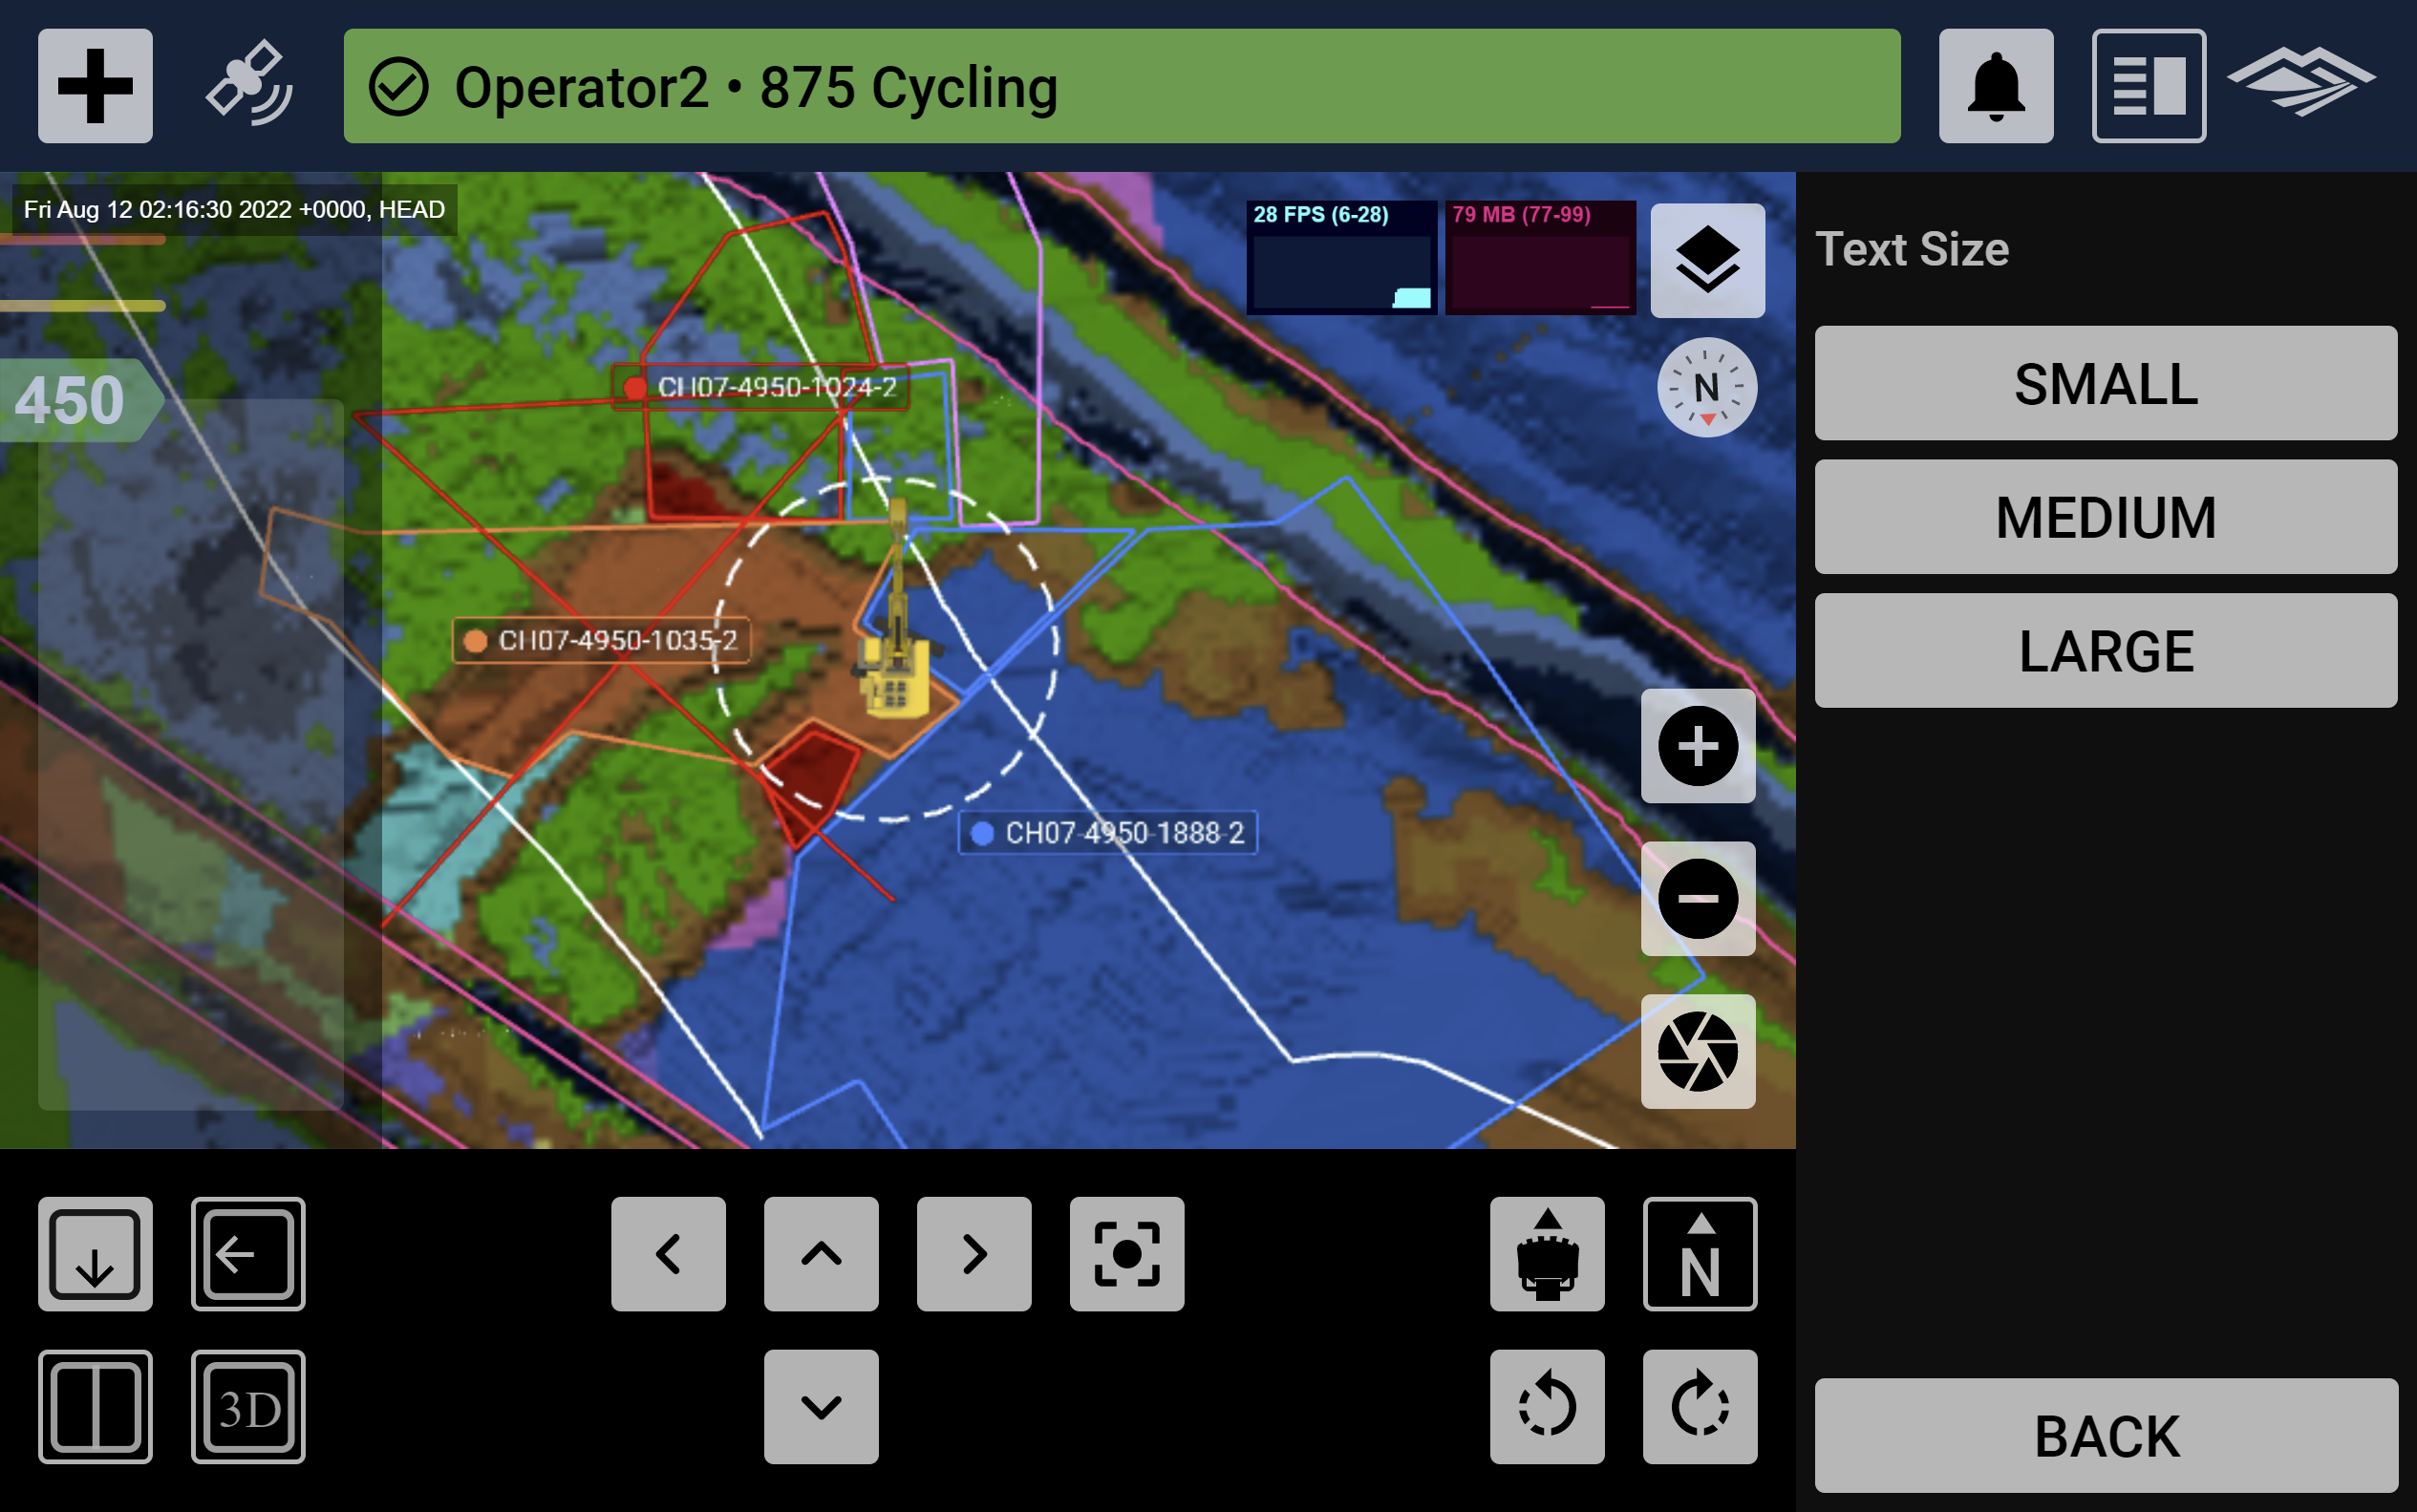 Operator2 • 875 Cycling
Fri Aug 12 02:16:30 2022 +0000, HEAD
28 FPS (6-28)
79 MB (77-99)
Text Size
N
SMALL
450
CH07-4950-1024-2
MEDIUM
CH07-4950-1035-2
LARGE
CH07-4950-1888-2
N
3D
BACK